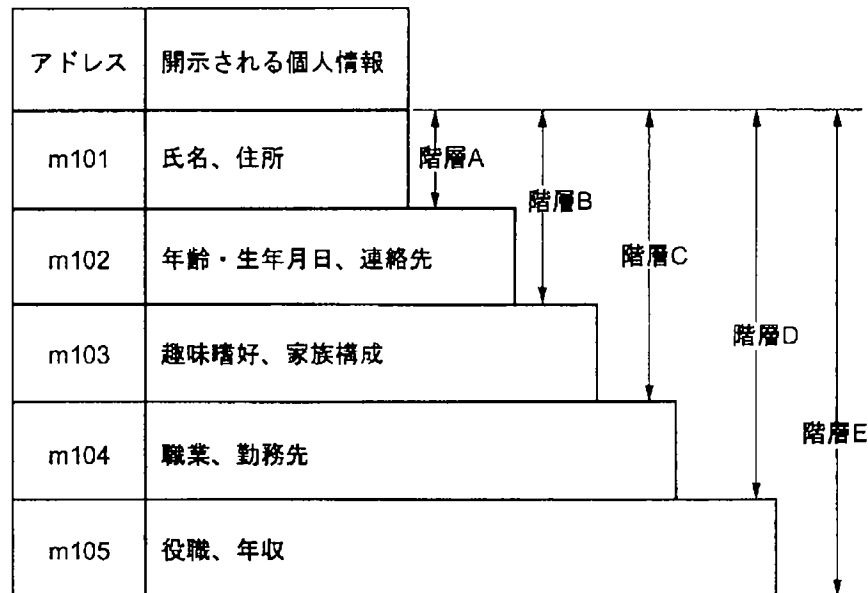 アドレス 開示される個人情報
m101 氏名、住所 階層A
階層B
m102 年齢・生年月日、連絡先
階層C
m103 趣味嗜好、家族構成
階層D
m104 職業、勤務先
階層E
m105 役職、年収